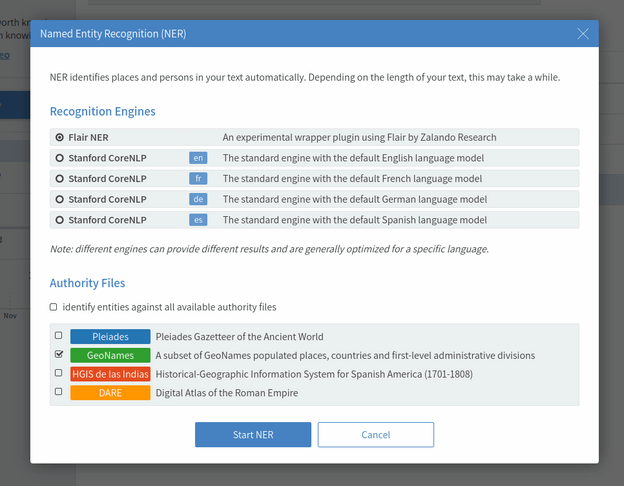 orth kn
n know
eo
Named Entity Recognition (NER)
NER identifies places and persons in your text automatically. Depending on the length of your text, this may take a while.
Recognition Engines
Flair NER An experimental wrapper plugin using Flair by Zalando Research
Stanford CoreNLP en The standard engine with the default English language model
Stanford CoreNLP fr The standard engine with the default French language model
Stanford CoreNLP de The standard engine with the default German language model
Stanford CoreNLP es The standard engine with the default Spanish language model
Note: different engines can provide different results and are generally optimized for a specific language.
Authority Files
identify entities against all available authority files
Nov
Pleiades Pleiades Gazetteer of the Ancient World
GeoNames A subset of GeoNames populated places, countries and first-level administrative divisions
HGIS de las Indias Historical-Geographic Information System for Spanish America (1701-1808)
DARE Digital Atlas of the Roman Empire
Start NER Cancel